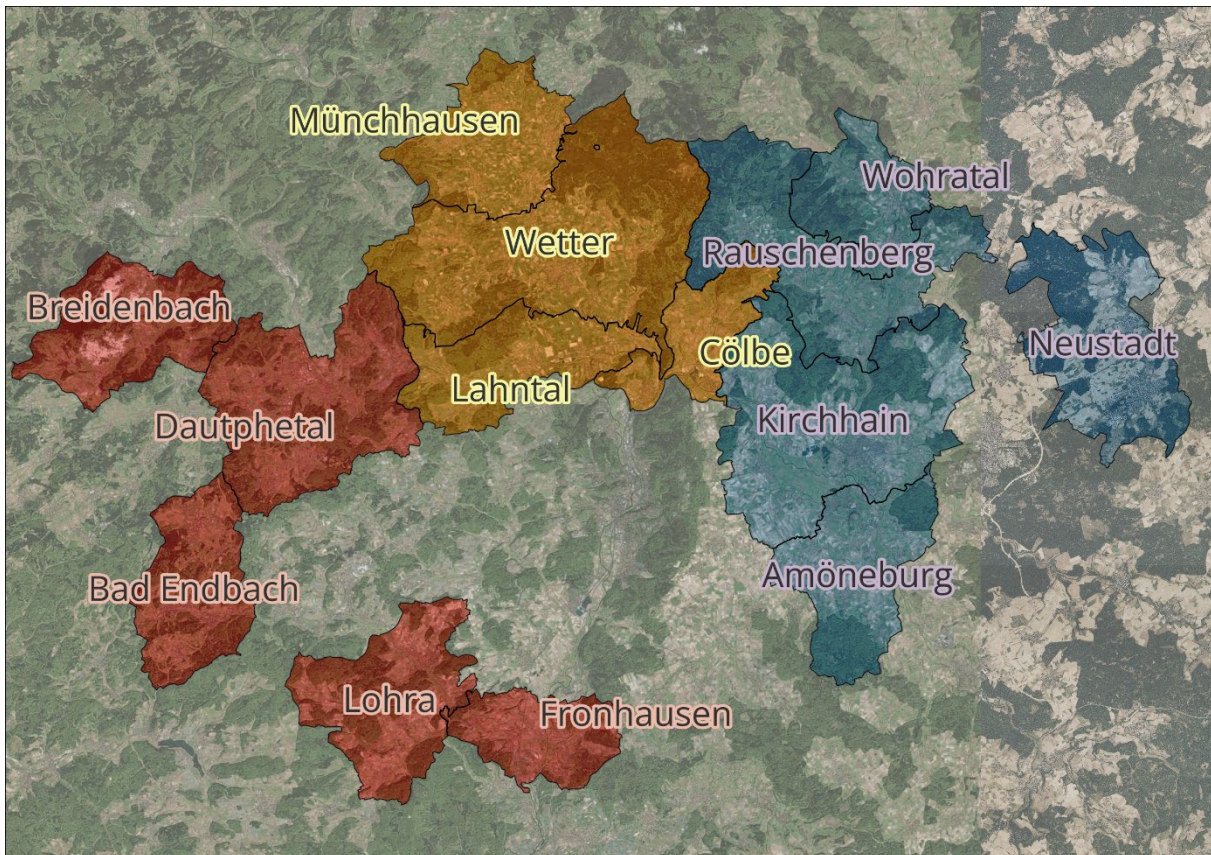 Münchhausen
Wohratal
Wetter
Rauschenberg
Breidenbach
Neustadt
Cölbe
Lahntal
Dautphetal
Kirchhain
Amöneburg
Bad Endbach
Lohra
Fronhausen